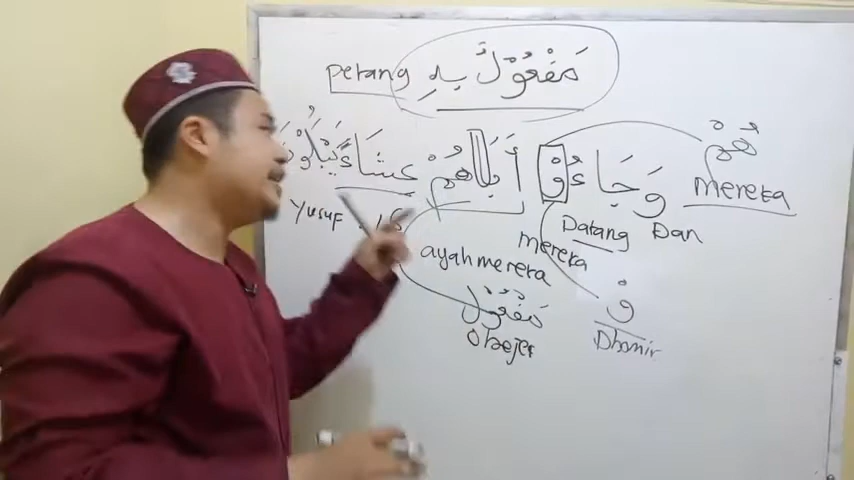 petang مَفْعُوْلٌ بِهِ
وَجَاءُوْ أَبَاهُمْ عِشَاءً يَبْكُوْنَ
هُمْ
mereka
Dan
Datang
mereka
ayah mereka
Yusuf . 16
مَفْعُوْلٌ
Obejer
وْ
Dhomir